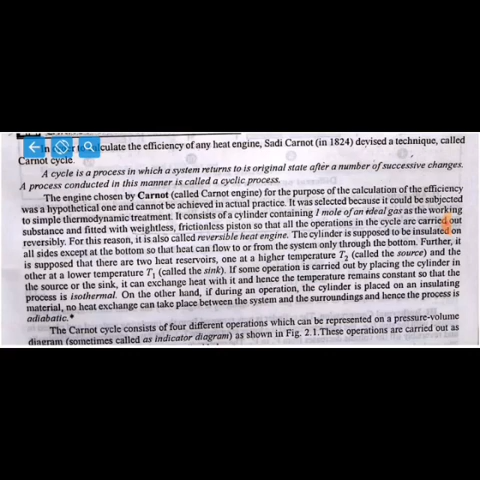 culate the efficiency of any heat engine, Sadi Carnot (in 1824) devised a technique, called
Carnot cycle.
A cycle is a process in which a system returns to is original state after a number of successive changes.
A process conducted in this manner is called a cyclic process.
The engine chosen by Carnot (called Carnot engine) for the purpose of the calculation of the efficiency
was a hypothetical one and cannot be achieved in actual practice. It was selected because it could be subjected
to simple thermodynamic treatment. It consists of a cylinder containing 1 mole of an ideal gas as the working
substance and fitted with weightless, frictionless piston so that all the operations in the cycle are carried out
reversibly. For this reason, it is also called reversible heat engine. The cylinder is supposed to be insulated on
all sides except at the bottom so that heat can flow to or from the system only through the bottom. Further, it
is supposed that there are two heat reservoirs, one at a higher temperature T2 (called the source) and the
other at a lower temperature T1 (called the sink). If some operation is carried out by placing the cylinder in
the source or the sink, it can exchange heat with it and hence the temperature remains constant so that the
process is isothermal. On the other hand, if during an operation, the cylinder is placed on an insulating
material, no heat exchange can take place between the system and the surroundings and hence the process is
adiabatic.*
The Carnot cycle consists of four different operations which can be represented on a pressure-volume
diagram (sometimes called as indicator diagram) as shown in Fig. 2.1.These operations are carried out as